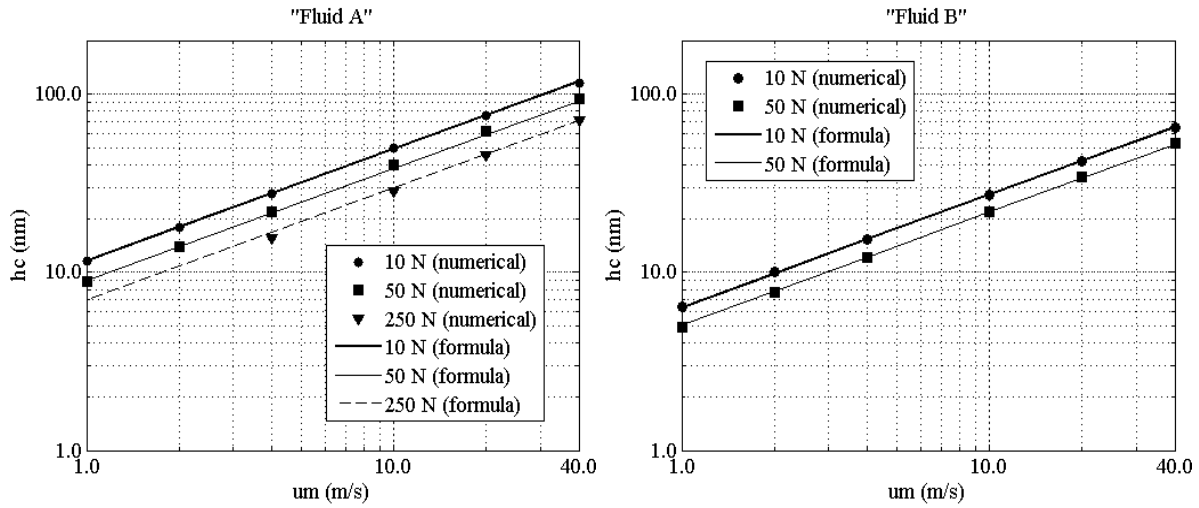 "Fluid A"
hc (nm)
100.0
10.0
1.0
10 N (numerical)
50 N (numerical)
250 N (numerical)
10 N (formula)
50 N (formula)
250 N (formula)
1.0 10.0 40.0
um (m/s)
"Fluid B"
hc (nm)
100.0
10.0
1.0
10 N (numerical)
50 N (numerical)
10 N (formula)
50 N (formula)
1.0 10.0 40.0
um (m/s)